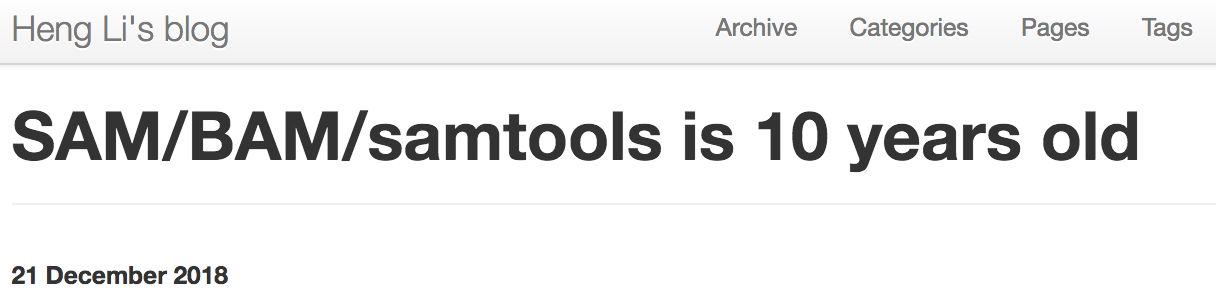 Heng Li's blog Archive Categories Pages Tags
SAM/BAM/samtools is 10 years old
21 December 2018